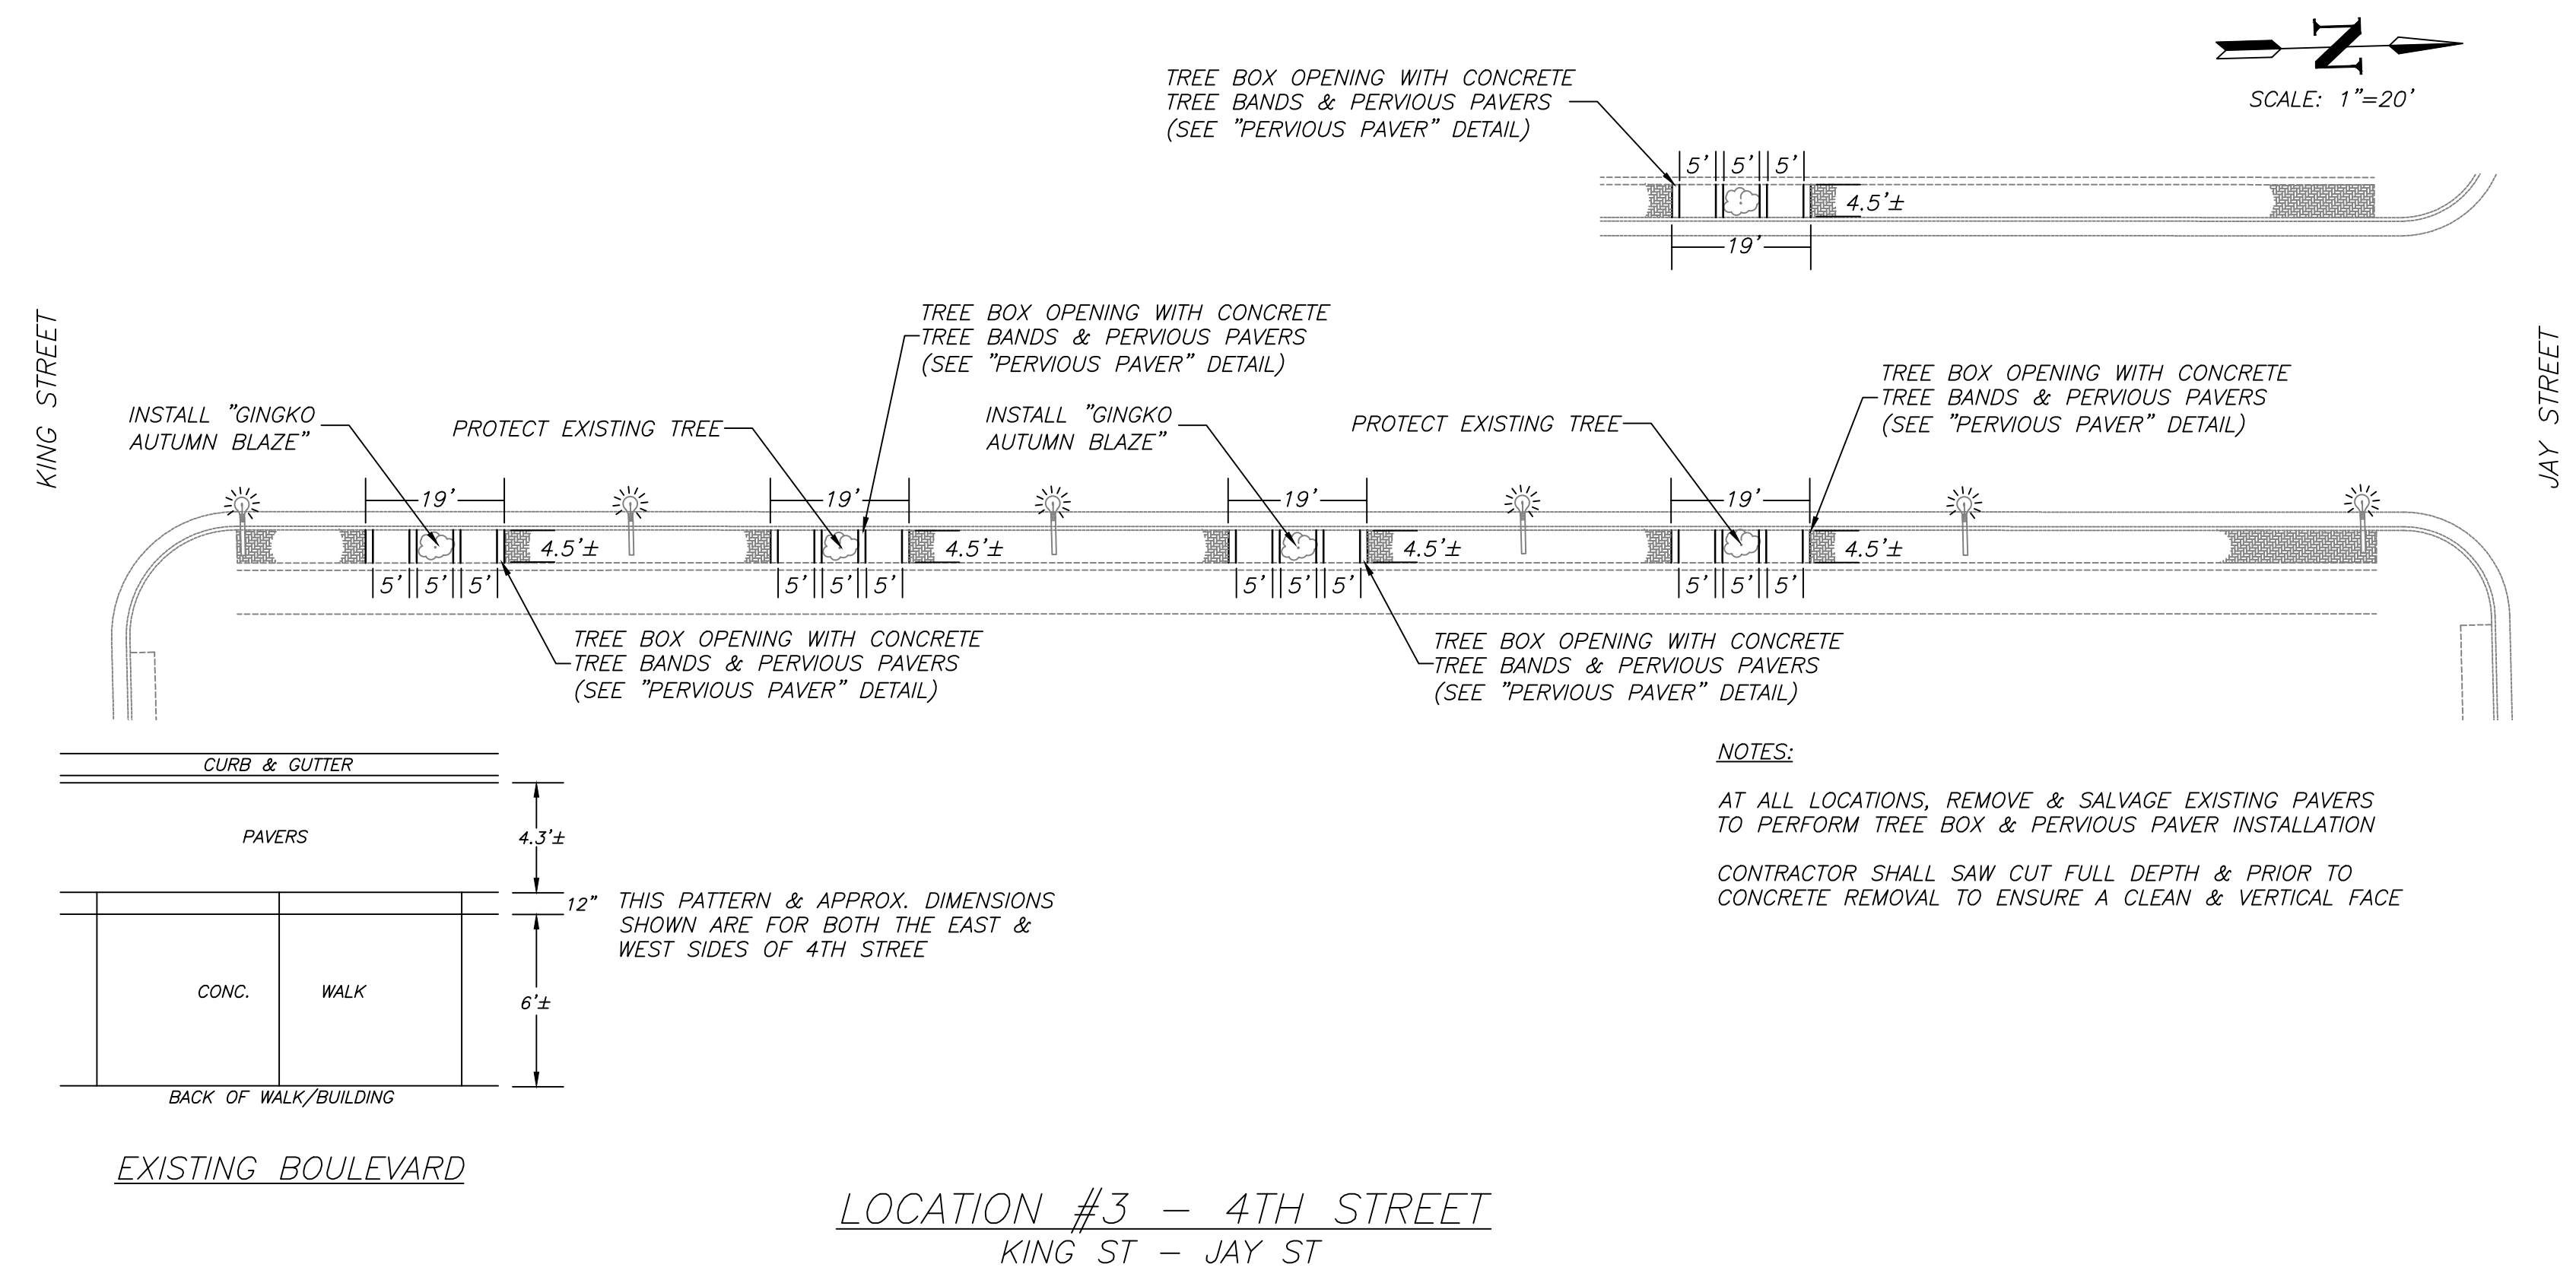 N
SCALE: 1"=20'
TREE BOX OPENING WITH CONCRETE
TREE BANDS & PERVIOUS PAVERS
(SEE "PERVIOUS PAVER" DETAIL)
5' 5' 5'
4.5'±
19'
KING STREET
JAY STREET
TREE BOX OPENING WITH CONCRETE
TREE BANDS & PERVIOUS PAVERS
(SEE "PERVIOUS PAVER" DETAIL)
TREE BOX OPENING WITH CONCRETE
TREE BANDS & PERVIOUS PAVERS
(SEE "PERVIOUS PAVER" DETAIL)
INSTALL "GINGKO
AUTUMN BLAZE"
PROTECT EXISTING TREE
INSTALL "GINGKO
AUTUMN BLAZE"
PROTECT EXISTING TREE
19' 19' 19' 19'
4.5'± 4.5'± 4.5'± 4.5'±
5' 5' 5' 5' 5' 5' 5' 5' 5' 5' 5' 5'
TREE BOX OPENING WITH CONCRETE
TREE BANDS & PERVIOUS PAVERS
(SEE "PERVIOUS PAVER" DETAIL)
TREE BOX OPENING WITH CONCRETE
TREE BANDS & PERVIOUS PAVERS
(SEE "PERVIOUS PAVER" DETAIL)
CURB & GUTTER
PAVERS
4.3'±
12"
THIS PATTERN & APPROX. DIMENSIONS
SHOWN ARE FOR BOTH THE EAST &
WEST SIDES OF 4TH STREE
CONC. WALK
6'±
BACK OF WALK/BUILDING
EXISTING BOULEVARD
NOTES:
AT ALL LOCATIONS, REMOVE & SALVAGE EXISTING PAVERS
TO PERFORM TREE BOX & PERVIOUS PAVER INSTALLATION
CONTRACTOR SHALL SAW CUT FULL DEPTH & PRIOR TO
CONCRETE REMOVAL TO ENSURE A CLEAN & VERTICAL FACE
LOCATION #3 - 4TH STREET
KING ST - JAY ST